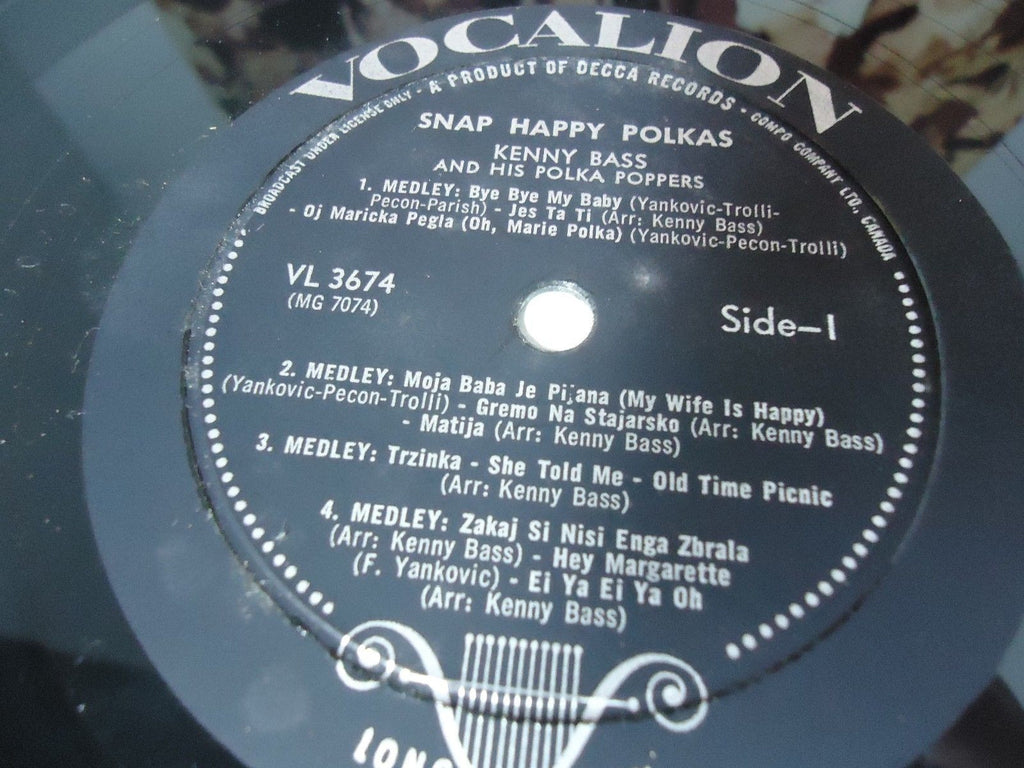 VOCALION
BROADCAST UNDER LICENSE ONLY · A PRODUCT OF DECCA RECORDS · COMPO COMPANY LTD., CANADA
SNAP HAPPY POLKAS
KENNY BASS
AND HIS POLKA POPPERS
1. MEDLEY: Bye Bye My Baby (Yankovic-Trolli-
Pecon-Parish) - Jes Ta Ti (Arr: Kenny Bass)
- Oj Maricka Pegla (Oh, Marie Polka) (Yankovic-Pecon-Trolli)
VL 3674
(MG 7074)
Side-1
2. MEDLEY: Moja Baba Je Pijana (My Wife Is Happy)
(Yankovic-Pecon-Trolli) - Gremo Na Stajarsko (Arr: Kenny Bass)
- Matija (Arr: Kenny Bass)
3. MEDLEY: Trzinka - She Told Me - Old Time Picnic
(Arr: Kenny Bass)
4. MEDLEY: Zakaj Si Nisi Enga Zbrala
(Arr: Kenny Bass) - Hey Margarette
(F. Yankovic) - Ei Ya Ei Ya Oh
(Arr: Kenny Bass)